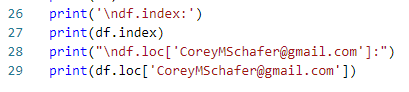 26 print('\ndf.index:')
27 print(df.index)
28 print("\ndf.loc['CoreyMSchafer@gmail.com']:")
29 print(df.loc['CoreyMSchafer@gmail.com'])